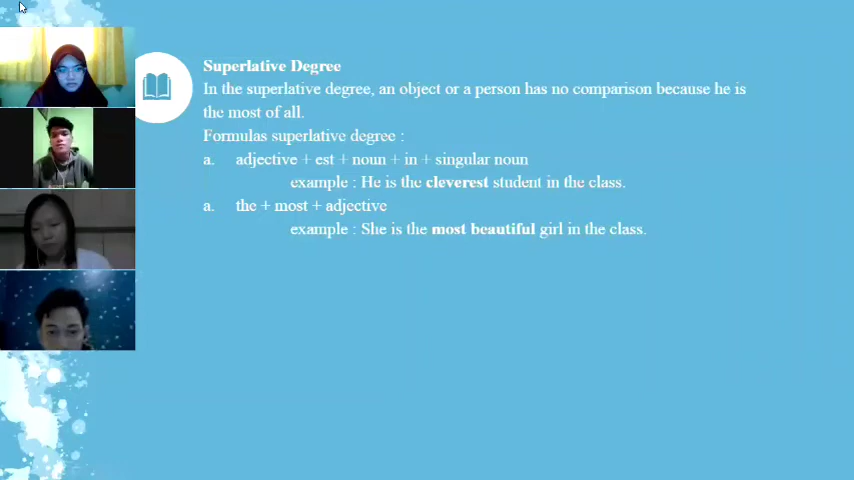 Superlative Degree
In the superlative degree, an object or a person has no comparison because he is
the most of all.
Formulas superlative degree :
a. adjective + est + noun + in + singular noun
example : He is the cleverest student in the class.
a. the + most + adjective
example : She is the most beautiful girl in the class.